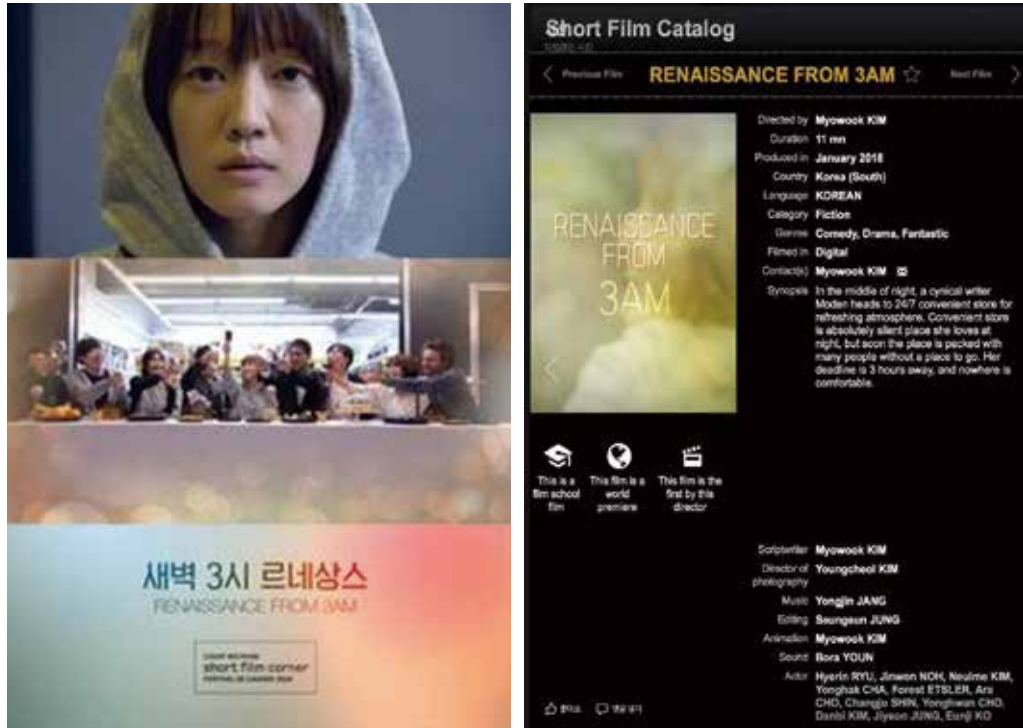 새벽 3시 르네상스
RENAISSANCE FROM 3AM
short film corner
Short Film Catalog
Previous Film
RENAISSANCE FROM 3AM
Next Film
RENAISSANCE
FROM
3AM
Directed by Myowook KIM
Duration 11 mn
Produced in January 2018
Country Korea (South)
Language KOREAN
Category Fiction
Genres Comedy, Drama, Fantastic
Filmed in Digital
Contact(s) Myowook KIM
Synopsis In the middle of night, a cynical writer
Moden heads to 24/7 convenient store for
refreshing atmosphere. Convenient store
is absolutely silent place she loves at
night, but soon the place is packed with
many people without a place to go. Her
deadline is 3 hours away, and nowhere is
comfortable.
This is a
film school
film
This film is a
world
premiere
This film is the
first by this
director
Scriptwriter Myowook KIM
Director of photography Youngcheol KIM
Music Yongjin JANG
Editing Seungeun JUNG
Animation Myowook KIM
Sound Bora YOUN
Actor Hyerin RYU, Jinwon NOH, Neulme KIM,
Yonghak CHA, Forest ETSLER, Ara
CHO, Changju SHIN, Yonghwan CHO,
Danbi KIM, Jiyeon JUNG, Eunji KO